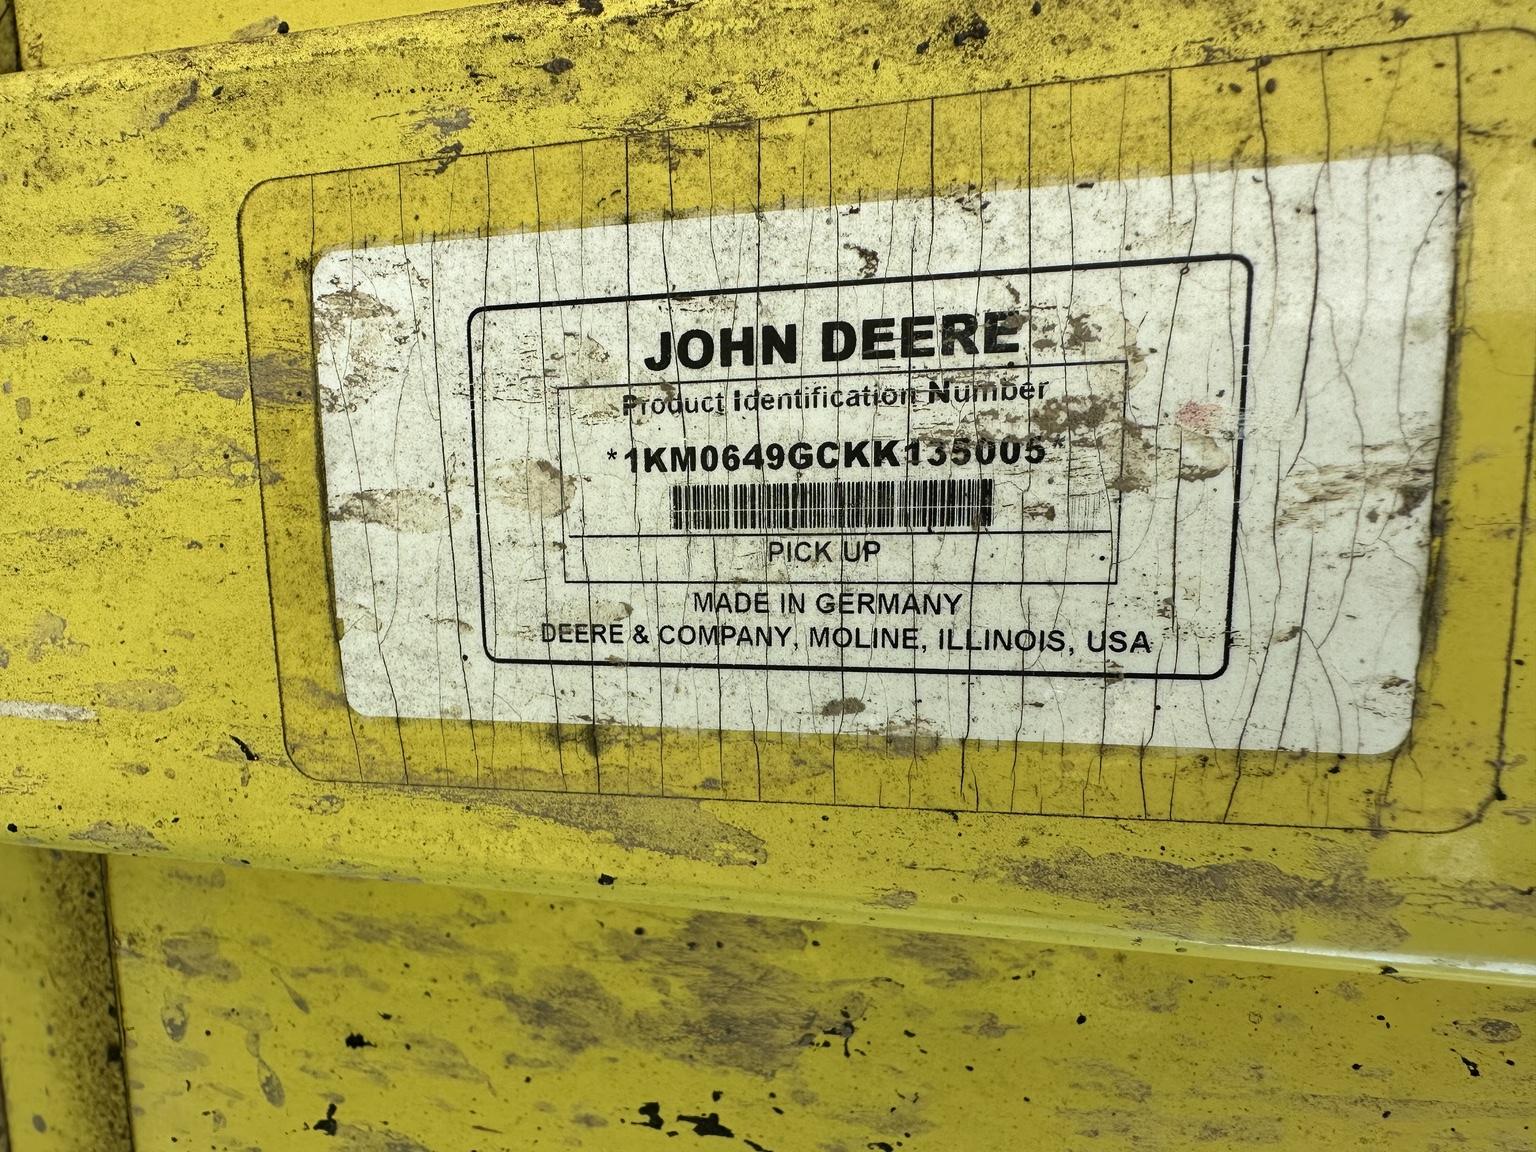 JOHN DEERE
Product Identification Number
*1KM0649GCKK135005*
PICK UP
MADE IN GERMANY
DEERE & COMPANY, MOLINE, ILLINOIS, USA